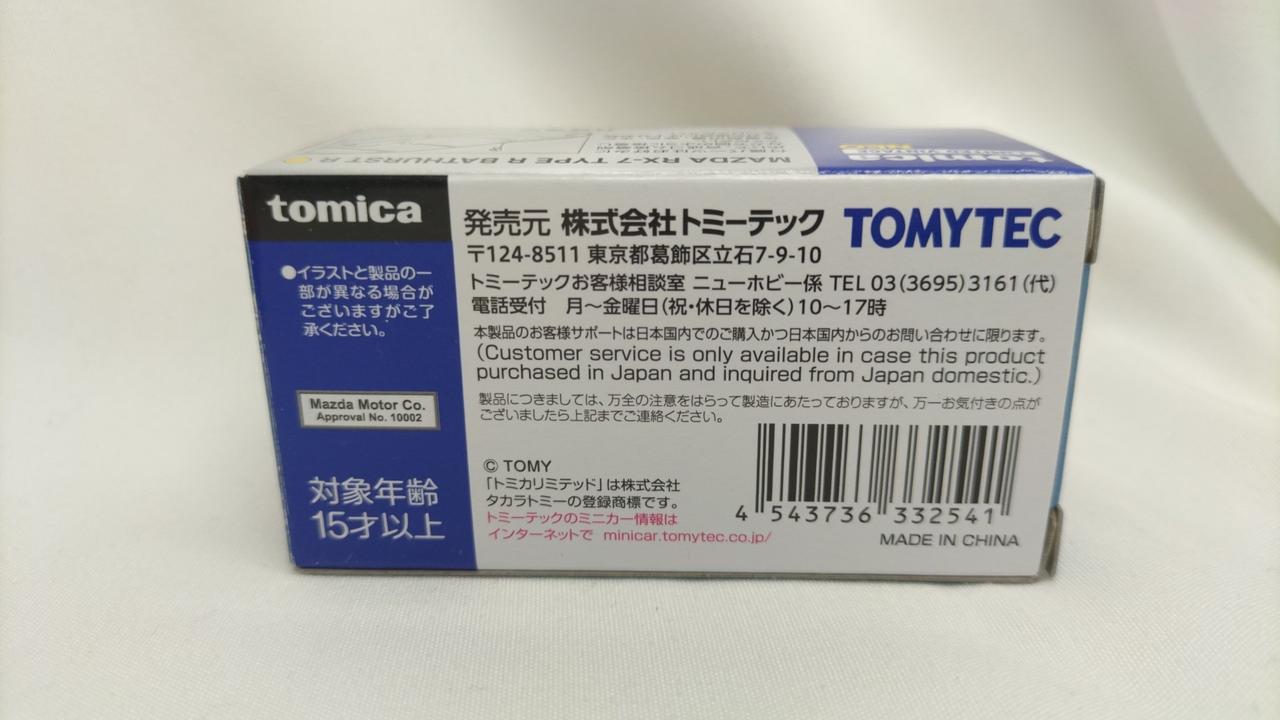 MAZDA RX-7 TYPE R BATHURST R
tomica
NEO
tomica
●イラストと製品の一
部が異なる場合が
ございますがご了
承ください。
Mazda Motor Co.
Approval No. 10002
対象年齢
15才以上
発売元 株式会社トミーテック TOMYTEC
〒124-8511 東京都葛飾区立石7-9-10
トミーテックお客様相談室 ニューホビー係 TEL 03(3695)3161(代)
電話受付 月〜金曜日(祝・休日を除く)10〜17時
本製品のお客様サポートは日本国内でのご購入かつ日本国内からのお問い合わせに限ります。
(Customer service is only available in case this product
purchased in Japan and inquired from Japan domestic.)
製品につきましては、万全の注意をはらって製造にあたっておりますが、万一お気付きの点が
ございましたら上記までご連絡ください。
© TOMY
「トミカリミテッド」は株式会社
タカラトミーの登録商標です。
トミーテックのミニカー情報は
インターネットで minicar.tomytec.co.jp/
4 543736 332541
MADE IN CHINA